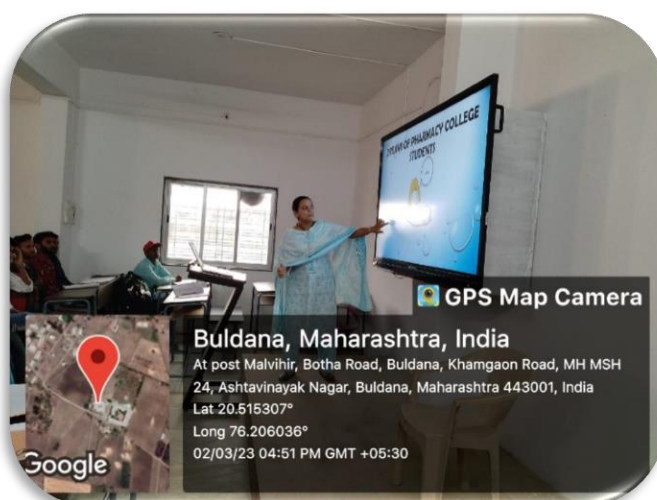 OF PHARMACY COLLEGE
STUDENTS
GPS Map Camera
Buldana, Maharashtra, India
At post Malvihir, Botha Road, Buldana, Khamgaon Road, MH MSH
24, Ashtavinayak Nagar, Buldana, Maharashtra 443001, India
Lat 20.515307°
Long 76.206036°
02/03/23 04:51 PM GMT +05:30
Google